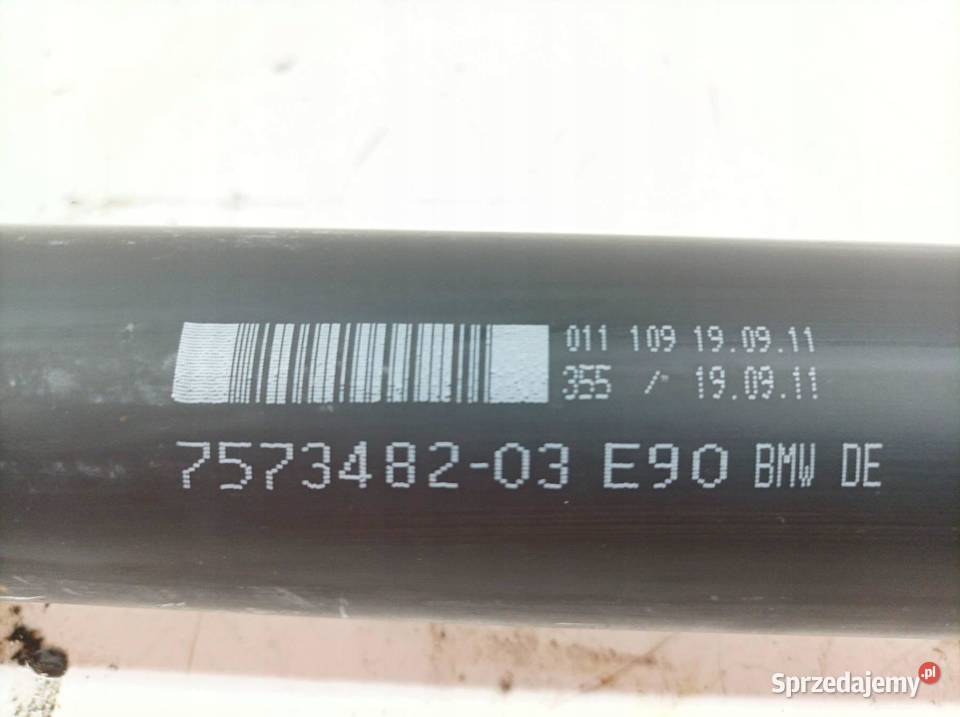 011 109 19.09.11
355 / 19.09.11
7573482-03 E90 BMW DE
Sprzedajemy.pl